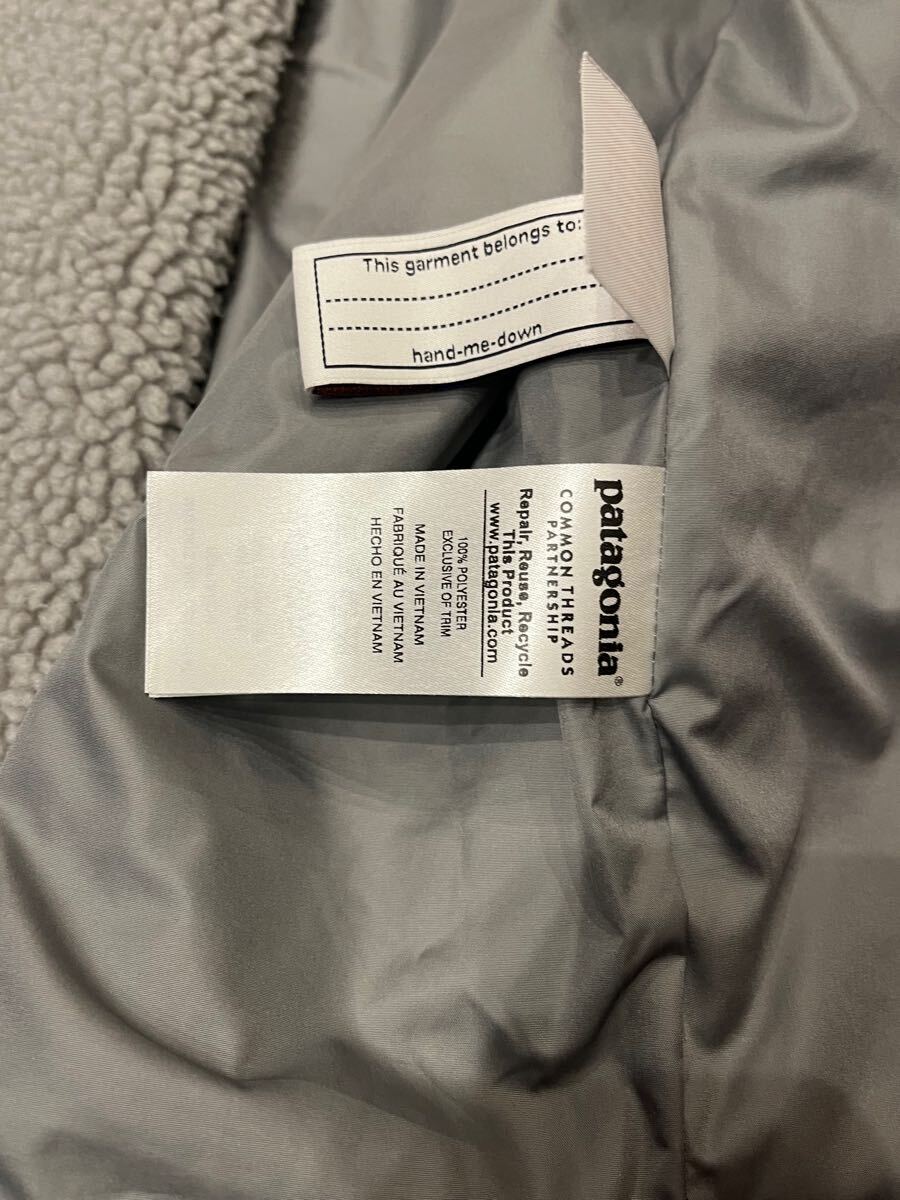 This garment belongs to:
hand-me-down
patagonia®
COMMON THREADS
PARTNERSHIP
Repair, Reuse, Recycle
This Product
www.patagonia.com
100% POLYESTER
EXCLUSIVE OF TRIM
MADE IN VIETNAM
FABRIQUÉ AU VIETNAM
HECHO EN VIETNAM